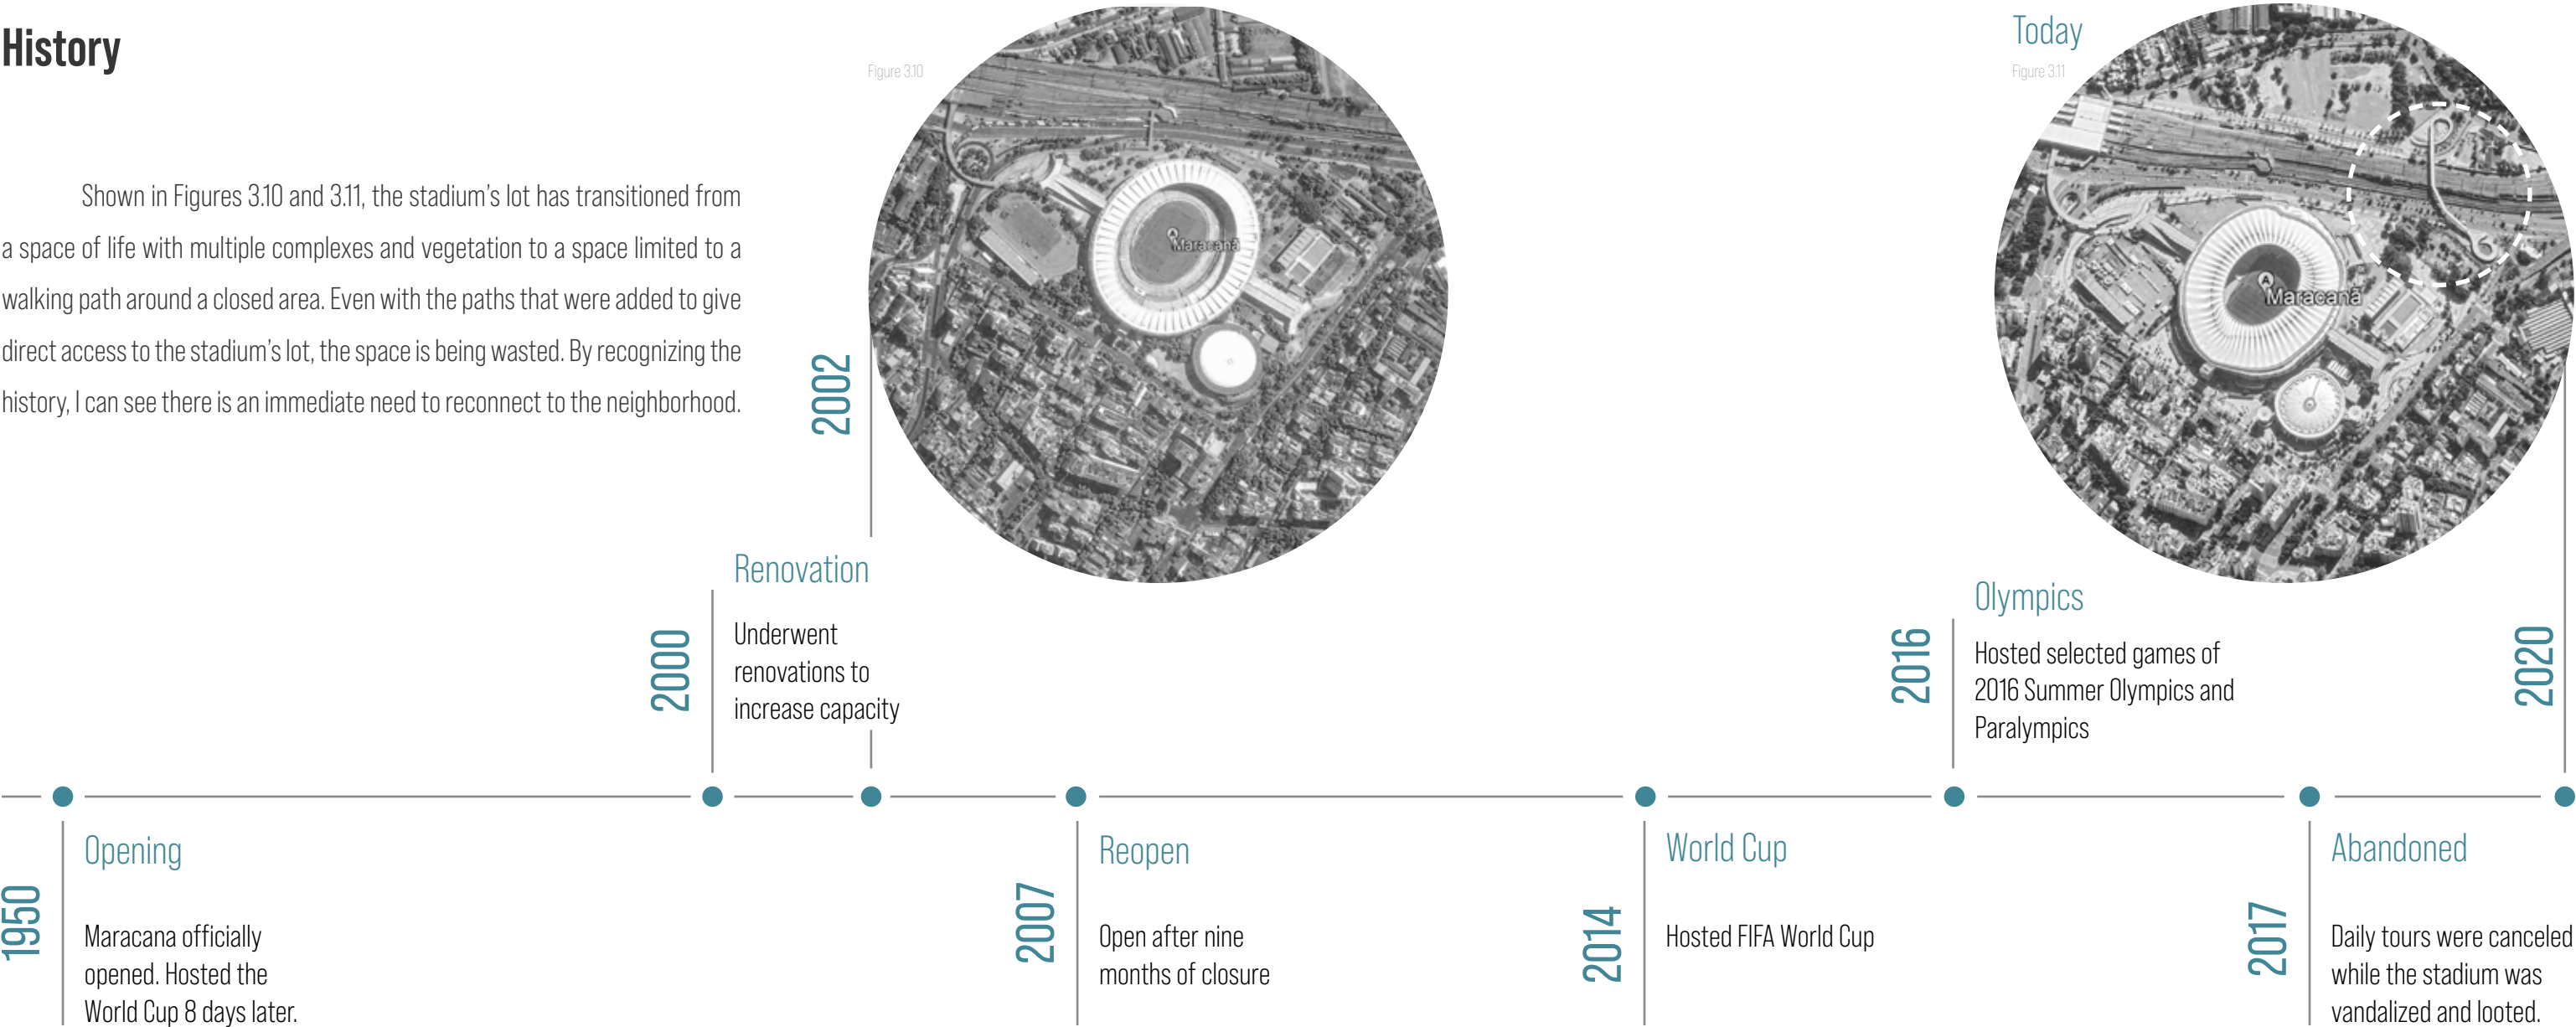 History
Shown in Figures 3.10 and 3.11, the stadium's lot has transitioned from
a space of life with multiple complexes and vegetation to a space limited to a
walking path around a closed area. Even with the paths that were added to give
direct access to the stadium's lot, the space is being wasted. By recognizing the
history, I can see there is an immediate need to reconnect to the neighborhood.
Figure 3.10
Maracanã
2002
Today
Figure 3.11
A
Maracanã
2000
Renovation
Underwent
renovations to
increase capacity
2016
Olympics
Hosted selected games of
2016 Summer Olympics and
Paralympics
2020
1950
Opening
Maracana officially
opened. Hosted the
World Cup 8 days later.
2007
Reopen
Open after nine
months of closure
2014
World Cup
Hosted FIFA World Cup
2017
Abandoned
Daily tours were canceled
while the stadium was
vandalized and looted.